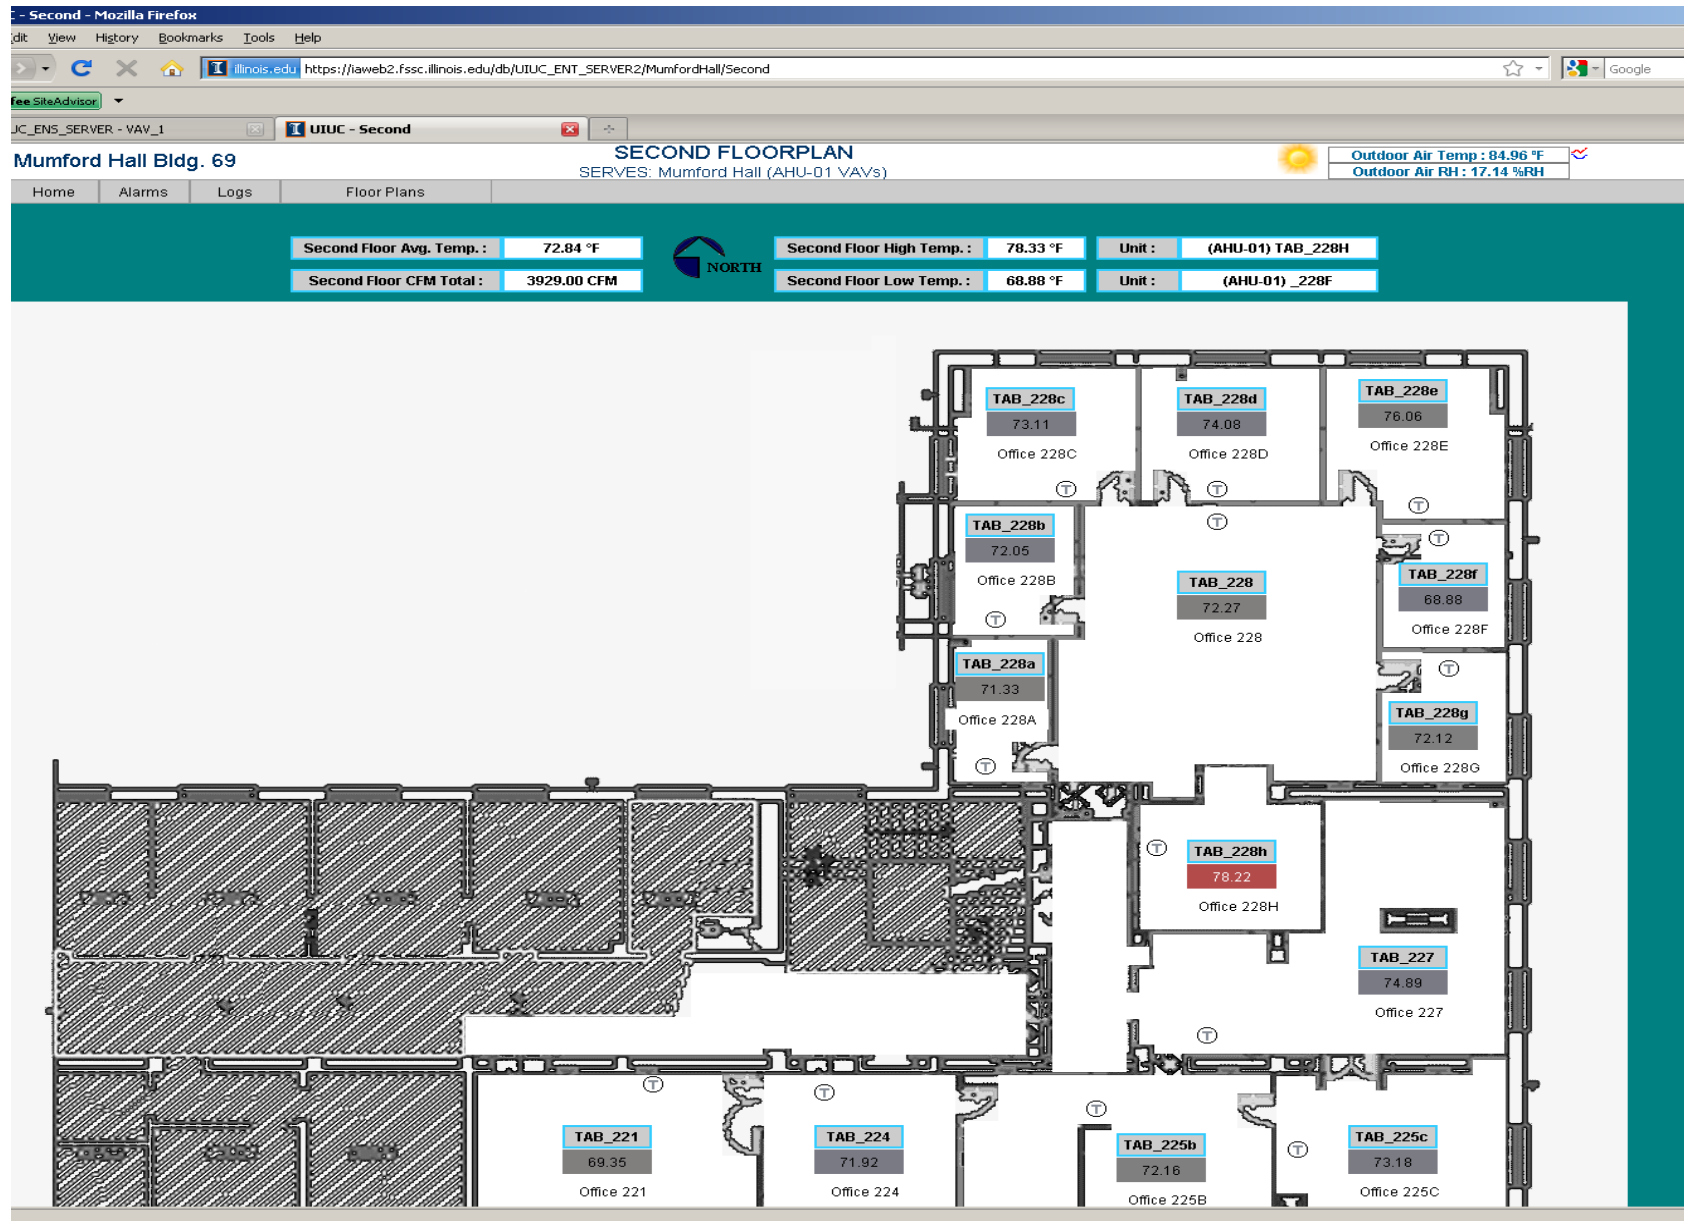 - Second - Mozilla Firefox
dit View History Bookmarks Tools Help
illinois.edu https://iaweb2.fssc.illinois.edu/db/UIUC_ENT_SERVER2/MumfordHall/Second
Google
fee SiteAdvisor
UC_ENS_SERVER - VAV_1
UIUC - Second
Mumford Hall Bldg. 69
SECOND FLOORPLAN
SERVES: Mumford Hall (AHU-01 VAVs)
Outdoor Air Temp : 84.96 °F
Outdoor Air RH : 17.14 %RH
Home Alarms Logs Floor Plans
Second Floor Avg. Temp. : 72.84 °F
NORTH
Second Floor High Temp. : 78.33 °F Unit : (AHU-01) TAB_228H
Second Floor CFM Total : 3929.00 CFM
Second Floor Low Temp. : 68.88 °F Unit : (AHU-01) _228F
TAB_228c
73.11
Office 228C
T
TAB_228d
74.08
Office 228D
T
TAB_228e
76.06
Office 228E
T
TAB_228b
72.05
Office 228B
T
T
TAB_228
72.27
Office 228
T
TAB_228f
68.88
Office 228F
TAB_228a
71.33
Office 228A
T
T
TAB_228g
72.12
Office 228G
T
TAB_228h
78.22
Office 228H
TAB_227
74.89
Office 227
T
T
TAB_221
69.35
Office 221
T
TAB_224
71.92
Office 224
T
TAB_225b
72.16
Office 225B
T
TAB_225c
73.18
Office 225C